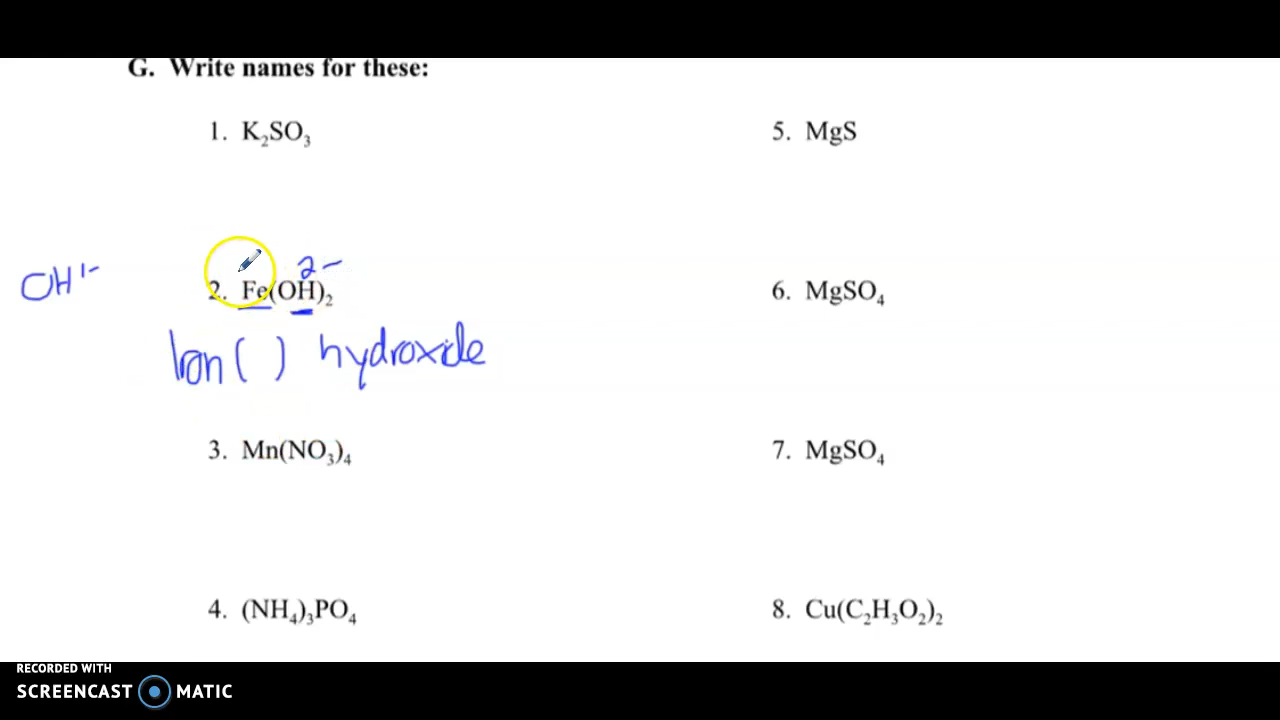 G. Write names for these:
1. K₂SO₃
5. MgS
OH¹⁻
2-
2. Fe(OH)₂
6. MgSO₄
Iron ( ) hydroxide
3. Mn(NO₃)₄
7. MgSO₄
4. (NH₄)₃PO₄
8. Cu(C₂H₃O₂)₂
RECORDED WITH
SCREENCAST MATIC